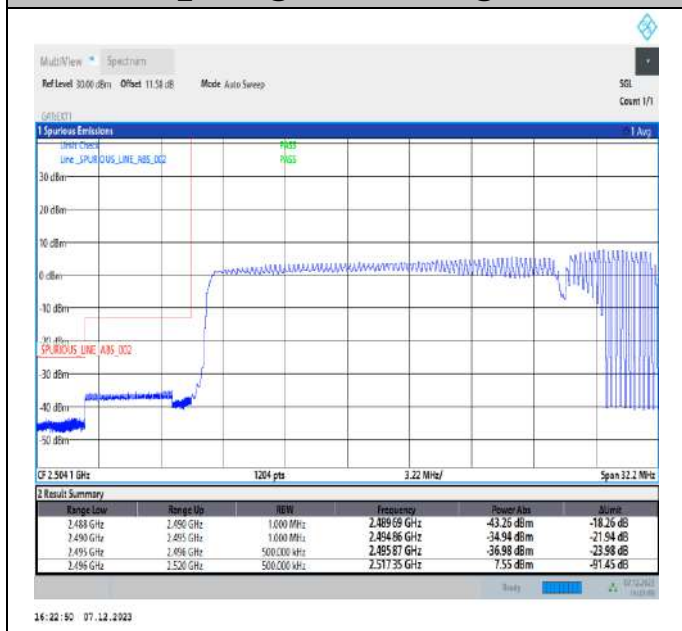 MultiView Spectrum
Ref Level 30.00 dBm Offset 11.58 dB Mode Auto Sweep SGL
Count 1/1
1 Spurious Emissions 1 Avg
Limit Check PASS
Line _SPURIOUS_LINE_ABS_002 PASS
30 dBm
20 dBm
10 dBm
0 dBm
-10 dBm
-20 dBm
SPURIOUS_LINE_ABS_002
-30 dBm
-40 dBm
-50 dBm
CF 2.504 1 GHz 1204 pts 3.22 MHz/ Span 32.2 MHz
2 Result Summary
Range Low Range Up RBW Frequency Power Abs ΔLimit
2.488 GHz 2.490 GHz 1.000 MHz 2.489 69 GHz -43.26 dBm -18.26 dB
2.490 GHz 2.495 GHz 1.000 MHz 2.494 86 GHz -34.94 dBm -21.94 dB
2.495 GHz 2.496 GHz 500.000 kHz 2.495 87 GHz -36.98 dBm -23.98 dB
2.496 GHz 2.520 GHz 500.000 kHz 2.517 35 GHz 7.55 dBm -91.45 dB
Ready 07.12.2023
16:22:50 07.12.2023